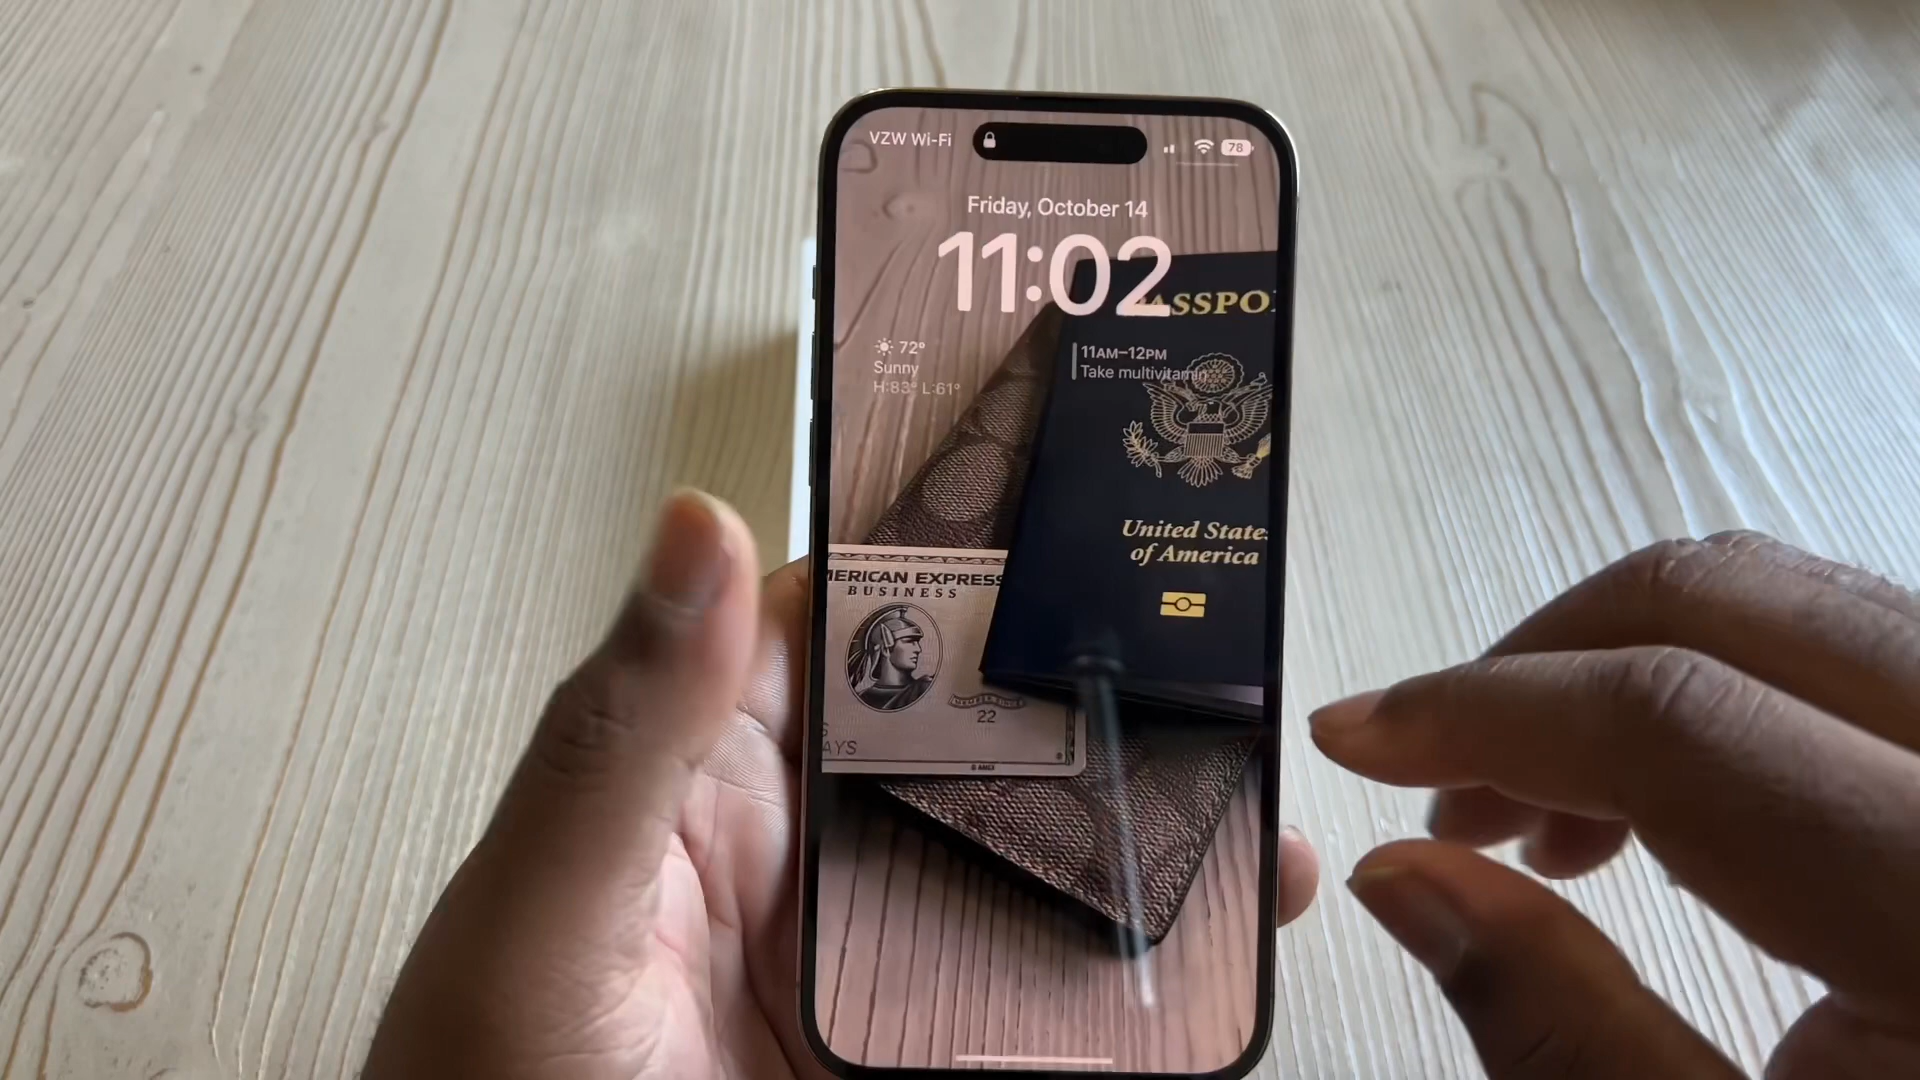 VZW Wi-Fi
78
Friday, October 14
11:02
ASSPO
72°
Sunny
H:83° L:61°
11AM–12PM
Take multivitamin
United States
of America
MERICAN EXPRESS
BUSINESS
22
AYS